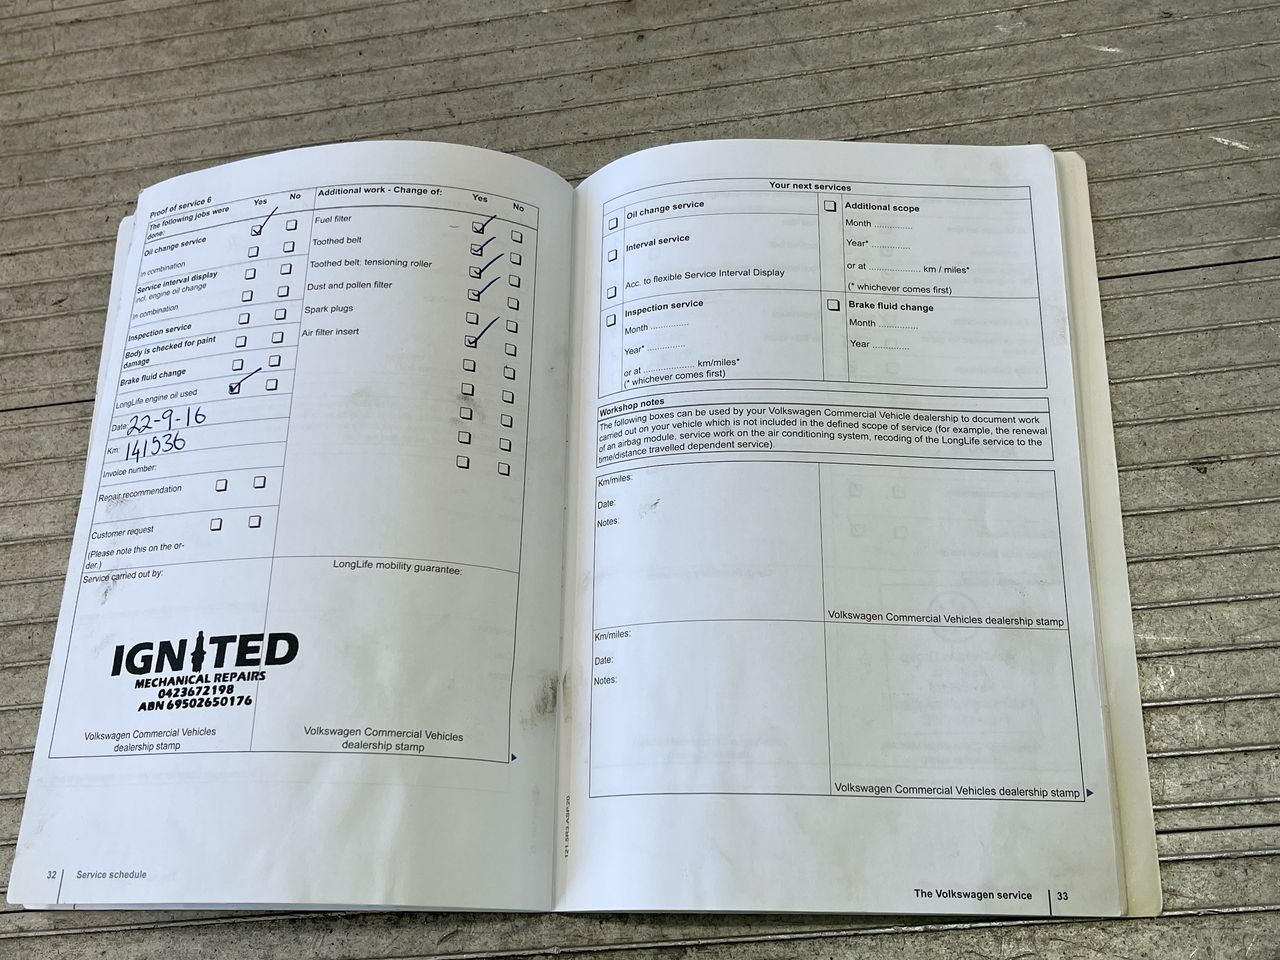 Proof of service 6
The following jobs were
done:
Yes
No
Oil change service
In combination
Service interval display
incl. engine oil change
In combination
Inspection service
Body is checked for paint
damage
Brake fluid change
LongLife engine oil used
Date: 22-9-16
Km: 141536
Invoice number:
Repair recommendation
Customer request
(Please note this on the or-
der.)
Service carried out by:
IGNITED
MECHANICAL REPAIRS
0423672198
ABN 69502650176
Volkswagen Commercial Vehicles
dealership stamp
Additional work - Change of:
Yes
No
Fuel filter
Toothed belt
Toothed belt: tensioning roller
Dust and pollen filter
Spark plugs
Air filter insert
LongLife mobility guarantee:
Volkswagen Commercial Vehicles
dealership stamp
32
Service schedule
Your next services
Oil change service
Interval service
Acc. to flexible Service Interval Display
Inspection service
Month ..............
Year* ..............
or at .................... km/miles*
(* whichever comes first)
Additional scope
Month ..............
Year* ..............
or at .................... km / miles*
(* whichever comes first)
Brake fluid change
Month ..............
Year .............
Workshop notes
The following boxes can be used by your Volkswagen Commercial Vehicle dealership to document work
carried out on your vehicle which is not included in the defined scope of service (for example, the renewal
of an airbag module, service work on the air conditioning system, recoding of the LongLife service to the
time/distance travelled dependent service).
Km/miles:
Date:
Notes:
Volkswagen Commercial Vehicles dealership stamp
Km/miles:
Date:
Notes:
Volkswagen Commercial Vehicles dealership stamp
The Volkswagen service
33